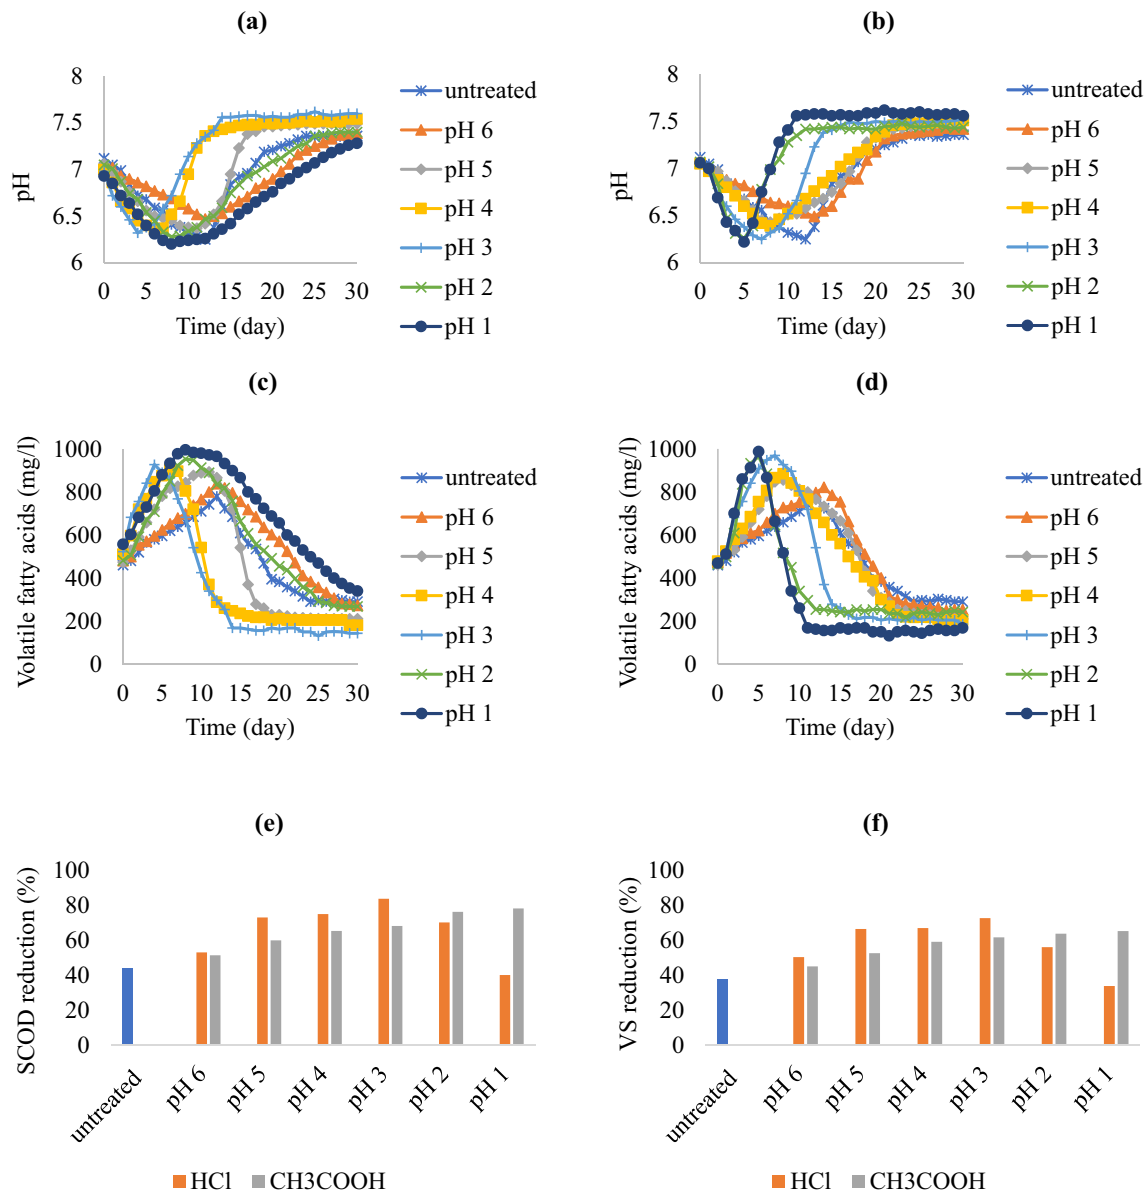 (a)
8
7.5
7
6.5
6
pH
0 5 10 15 20 25 30
Time (day)
untreated
pH 6
pH 5
pH 4
pH 3
pH 2
pH 1
(b)
8
7.5
7
6.5
6
pH
0 5 10 15 20 25 30
Time (day)
untreated
pH 6
pH 5
pH 4
pH 3
pH 2
pH 1
(c)
1000
800
600
400
200
0
Volatile fatty acids (mg/l)
0 5 10 15 20 25 30
Time (day)
untreated
pH 6
pH 5
pH 4
pH 3
pH 2
pH 1
(d)
1000
800
600
400
200
0
Volatile fatty acids (mg/l)
0 5 10 15 20 25 30
Time (day)
untreated
pH 6
pH 5
pH 4
pH 3
pH 2
pH 1
(e)
100
80
60
40
20
0
SCOD reduction (%)
untreated
pH 6
pH 5
pH 4
pH 3
pH 2
pH 1
HCl CH3COOH
(f)
100
80
60
40
20
0
VS reduction (%)
untreated
pH 6
pH 5
pH 4
pH 3
pH 2
pH 1
HCl CH3COOH